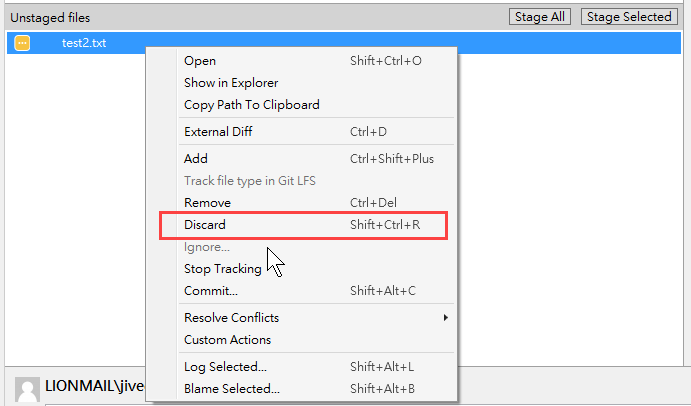 Unstaged files Stage All Stage Selected
test2.txt
Open Shift+Ctrl+O
Show in Explorer
Copy Path To Clipboard
External Diff Ctrl+D
Add Ctrl+Shift+Plus
Track file type in Git LFS
Remove Ctrl+Del
Discard Shift+Ctrl+R
Ignore...
Stop Tracking
Commit... Shift+Alt+C
Resolve Conflicts
Custom Actions
Log Selected... Shift+Alt+L
LIONMAIL\jive
Blame Selected... Shift+Alt+B